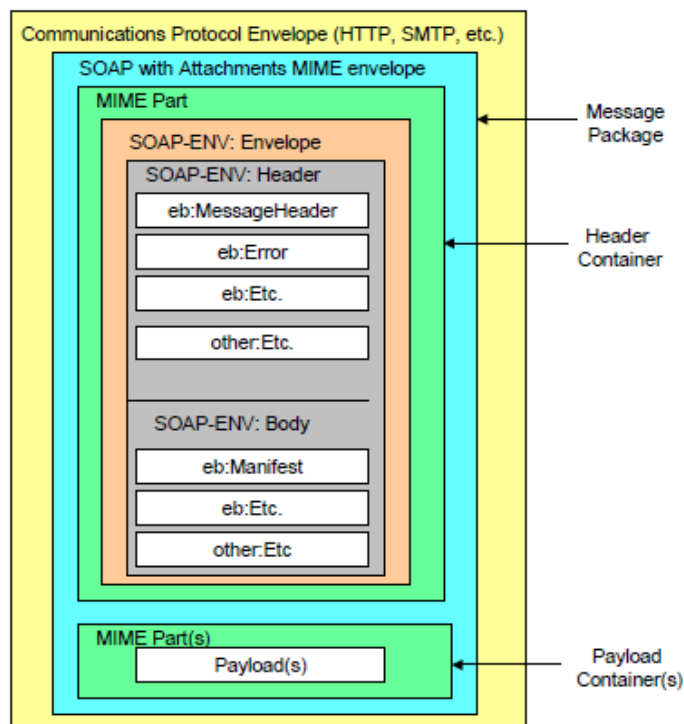 Communications Protocol Envelope (HTTP, SMTP, etc.)
SOAP with Attachments MIME envelope
MIME Part
SOAP-ENV: Envelope
SOAP-ENV: Header
eb:MessageHeader
eb:Error
eb:Etc.
other:Etc.
SOAP-ENV: Body
eb:Manifest
eb:Etc.
other:Etc
MIME Part(s)
Payload(s)
Message
Package
Header
Container
Payload
Container(s)